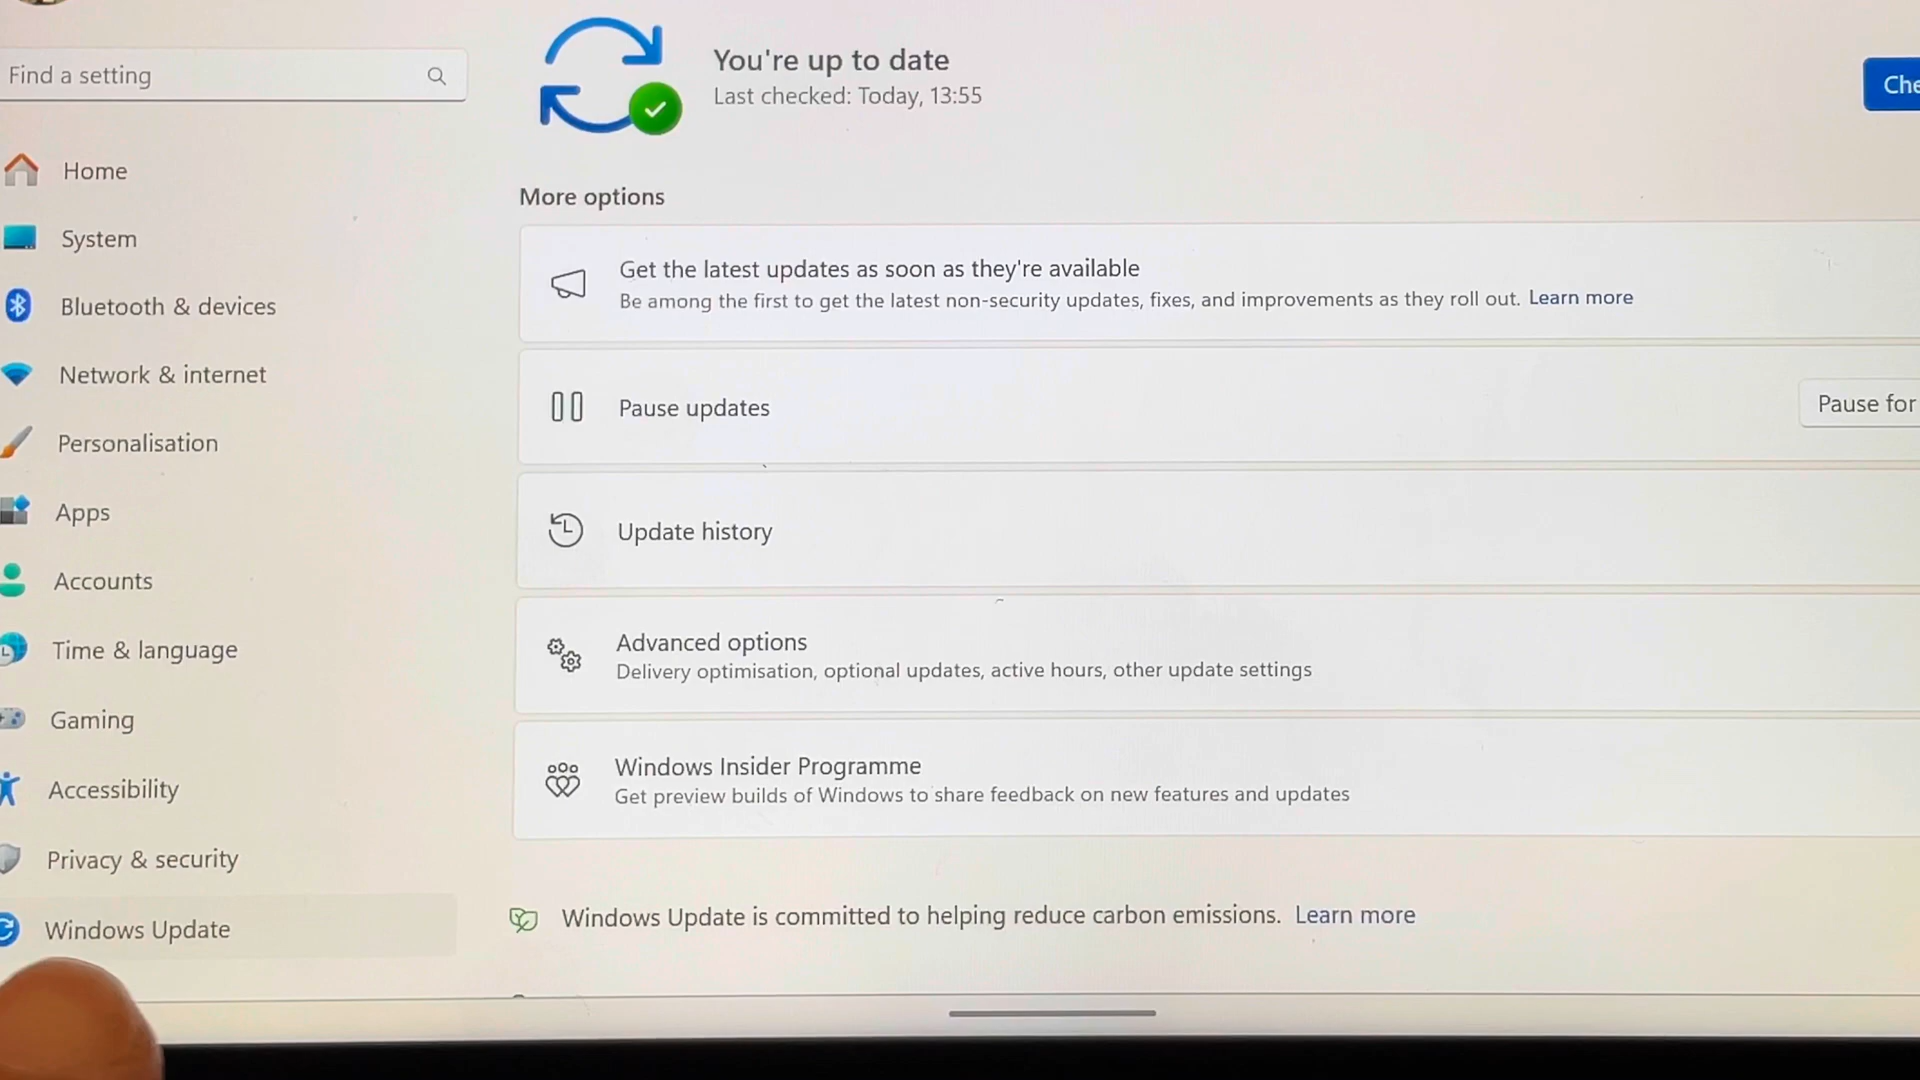 Find a setting
Home
System
Bluetooth & devices
Network & internet
Personalisation
Apps
Accounts
Time & language
Gaming
Accessibility
Privacy & security
Windows Update
You're up to date
Last checked: Today, 13:55
Che
More options
Get the latest updates as soon as they're available
Be among the first to get the latest non-security updates, fixes, and improvements as they roll out. Learn more
Pause updates
Pause for
Update history
Advanced options
Delivery optimisation, optional updates, active hours, other update settings
Windows Insider Programme
Get preview builds of Windows to share feedback on new features and updates
Windows Update is committed to helping reduce carbon emissions. Learn more